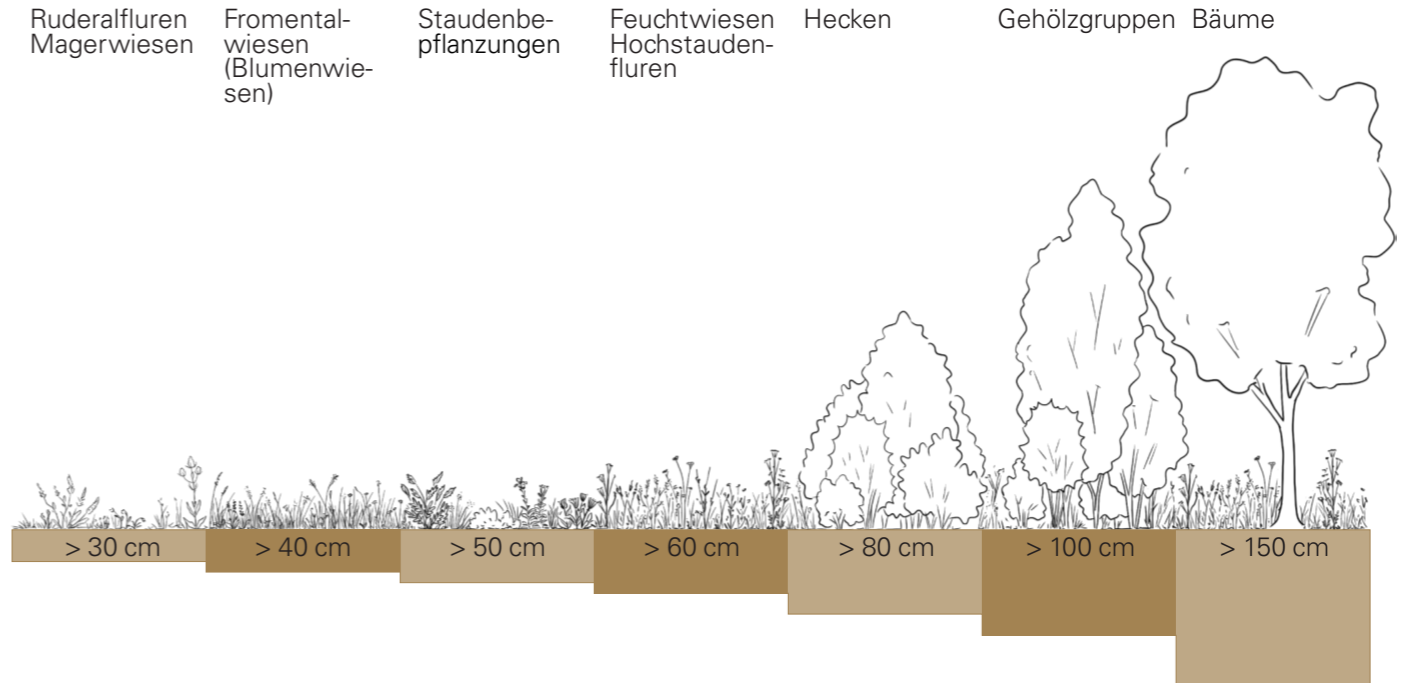 Ruderalfluren
Magerwiesen
Fromental-
wiesen
(Blumenwie-
sen)
Staudenbe-
pflanzungen
Feuchtwiesen
Hochstauden-
fluren
Hecken
Gehölzgruppen
Bäume
> 30 cm
> 40 cm
> 50 cm
> 60 cm
> 80 cm
> 100 cm
> 150 cm